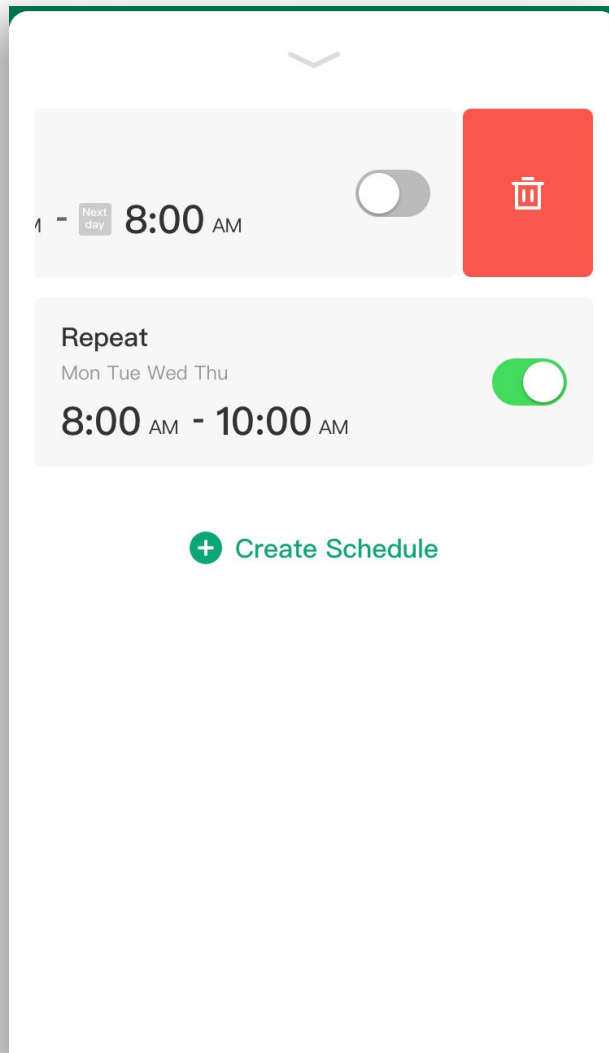 - Next day 8:00 AM
Repeat
Mon Tue Wed Thu
8:00 AM - 10:00 AM
Create Schedule